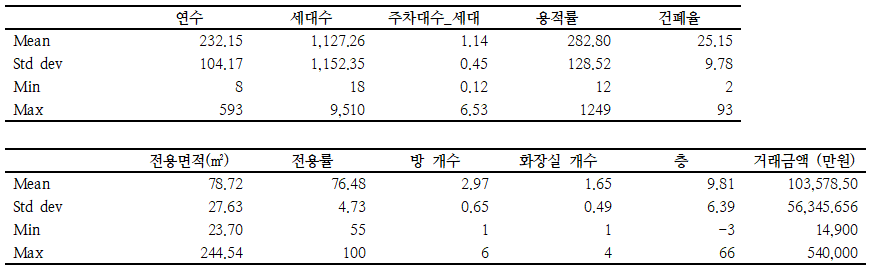 연수 세대수 주차대수_세대 용적률 건폐율
Mean 232.15 1,127.26 1.14 282.80 25.15
Std dev 104.17 1,152.35 0.45 128.52 9.78
Min 8 18 0.12 12 2
Max 593 9,510 6.53 1249 93
전용면적(㎡) 전용률 방 개수 화장실 개수 층 거래금액 (만원)
Mean 78.72 76.48 2.97 1.65 9.81 103,578.50
Std dev 27.63 4.73 0.65 0.49 6.39 56,345.656
Min 23.70 55 1 1 -3 14,900
Max 244.54 100 6 4 66 540,000